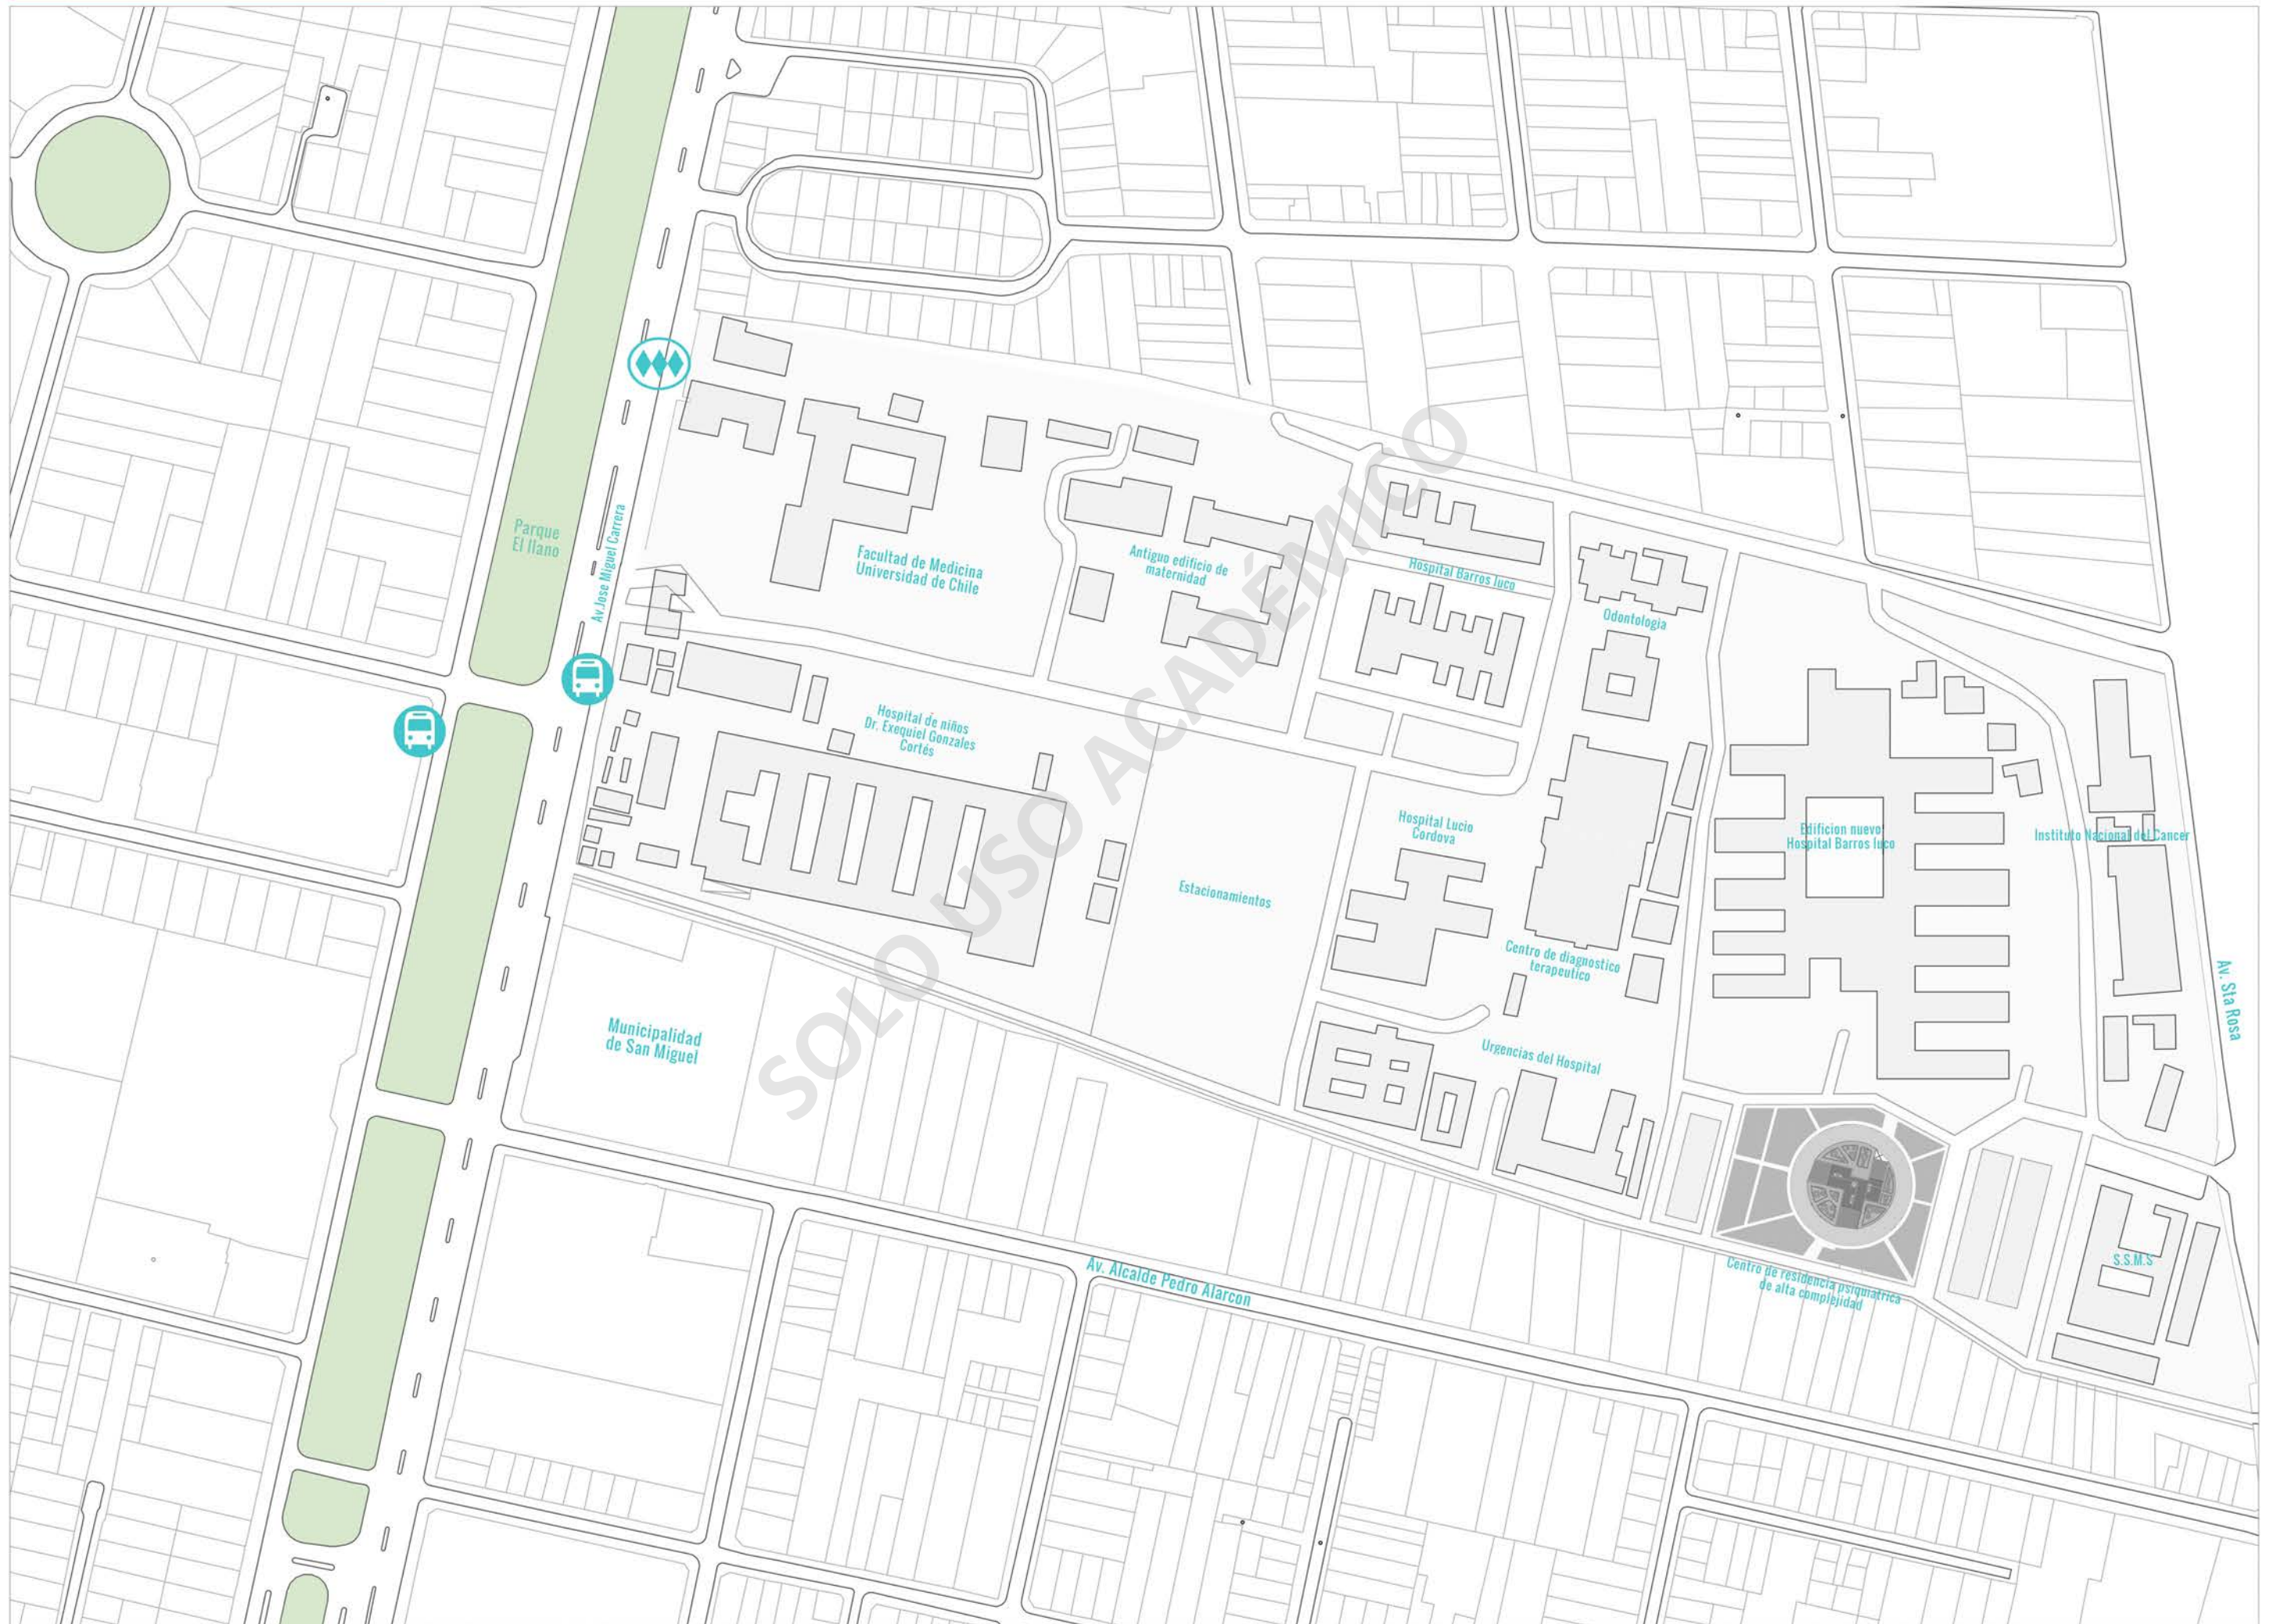 Parque
El llano
Av.Jose Miguel Carrera
Facultad de Medicina
Universidad de Chile
Antiguo edificio de
maternidad
Hospital Barros luco
Odontologia
Hospital de niños
Dr. Exequiel Gonzales
Cortés
Hospital Lucio
Cordova
Edificion nuevo
Hospital Barros luco
Instituto Nacional del Cancer
Estacionamientos
Centro de diagnostico
terapeutico
Av. Sta Rosa
Municipalidad
de San Miguel
Urgencias del Hospital
Av. Alcalde Pedro Alarcon
Centro de residencia psiquiatrica
de alta complejidad
S.S.M.S
SOLO USO ACADÉMICO